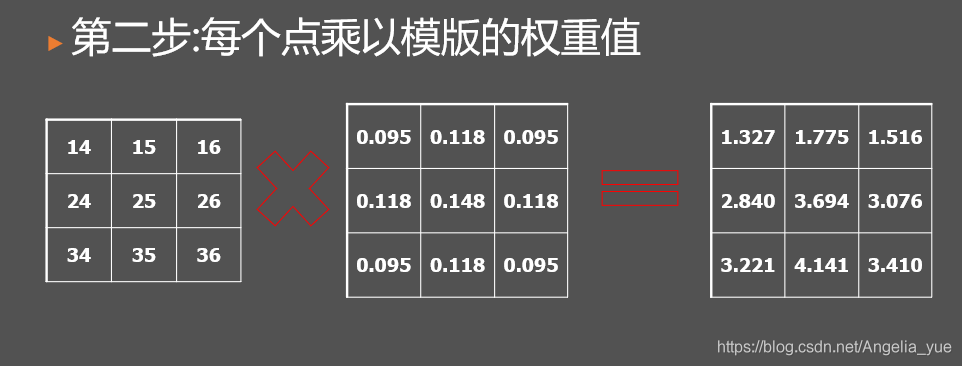 第二步:每个点乘以模版的权重值
14 15 16
24 25 26
34 35 36
0.095 0.118 0.095
0.118 0.148 0.118
0.095 0.118 0.095
1.327 1.775 1.516
2.840 3.694 3.076
3.221 4.141 3.410
https://blog.csdn.net/Angelia_yue